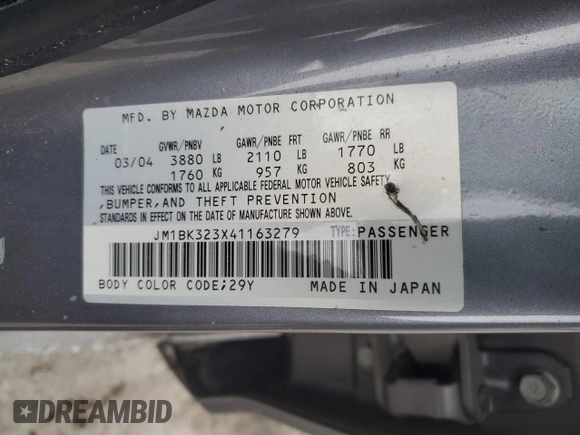 MFD. BY MAZDA MOTOR CORPORATION
DATE GVWR/PNBV GAWR/PNBE FRT GAWR/PNBE RR
03/04 3880 LB 2110 LB 1770 LB
1760 KG 957 KG 803 KG
THIS VEHICLE CONFORMS TO ALL APPLICABLE FEDERAL MOTOR VEHICLE SAFETY
,BUMPER,AND THEFT PREVENTION
STANDARDS IN EFFECT ON THE DATE OF MANUFACTURE SHOWN ABOVE.
JM1BK323X41163279 TYPE:PASSENGER
BODY COLOR CODE;29Y MADE IN JAPAN
DREAMBID